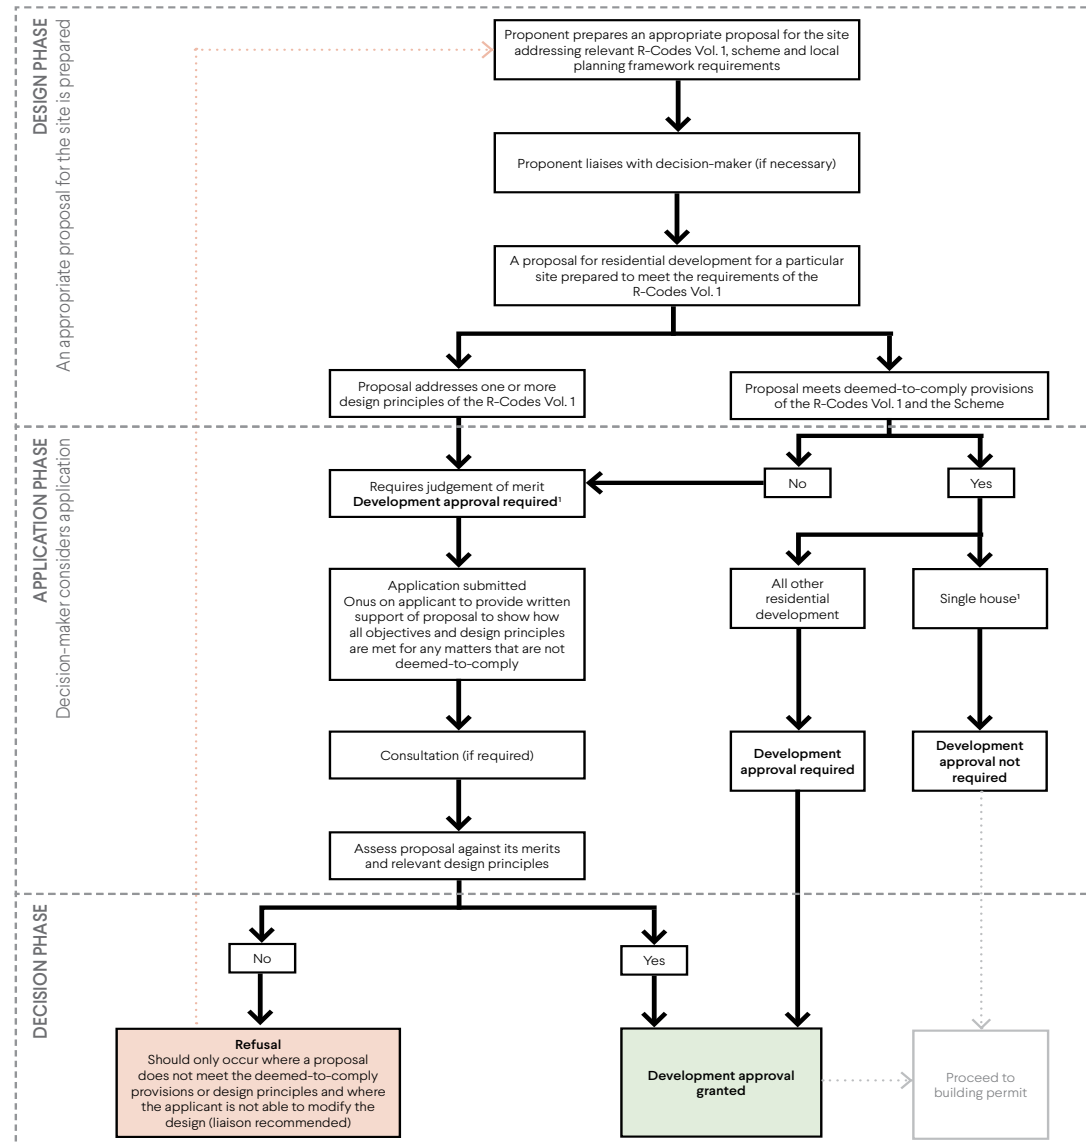 DESIGN PHASE
An appropriate proposal for the site is prepared
Proponent prepares an appropriate proposal for the site
addressing relevant R-Codes Vol. 1, scheme and local
planning framework requirements
Proponent liaises with decision-maker (if necessary)
A proposal for residential development for a particular
site prepared to meet the requirements of the
R-Codes Vol. 1
Proposal addresses one or more
design principles of the R-Codes Vol. 1
Proposal meets deemed-to-comply provisions
of the R-Codes Vol. 1 and the Scheme
APPLICATION PHASE
Decision-maker considers application
Requires judgement of merit
Development approval required¹
No
Yes
Application submitted
Onus on applicant to provide written
support of proposal to show how
all objectives and design principles
are met for any matters that are not
deemed-to-comply
All other
residential
development
Single house¹
Consultation (if required)
Development
approval required
Development
approval not
required
Assess proposal against its merits
and relevant design principles
DECISION PHASE
No
Yes
Refusal
Should only occur where a proposal
does not meet the deemed-to-comply
provisions or design principles and where
the applicant is not able to modify the
design (liaison recommended)
Development approval
granted
Proceed to
building permit